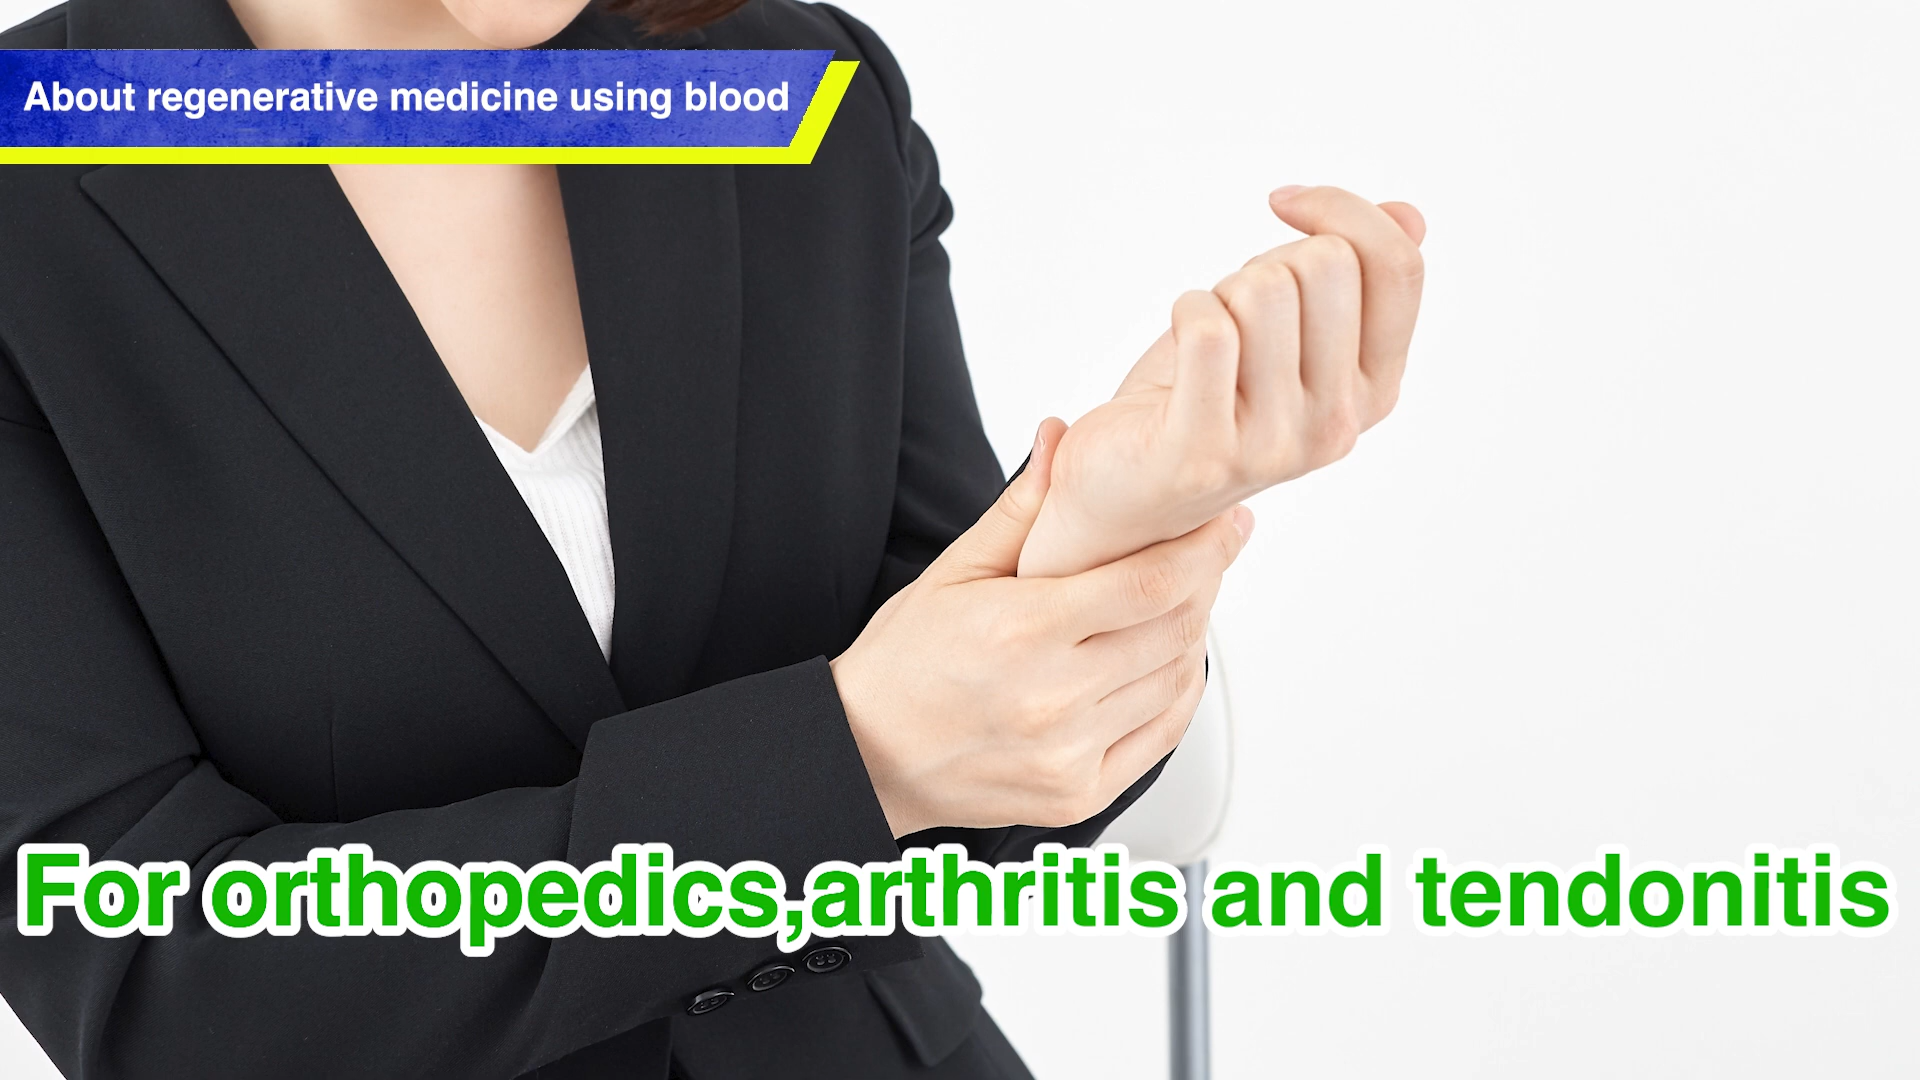 About regenerative medicine using blood
For orthopedics,arthritis and tendonitis